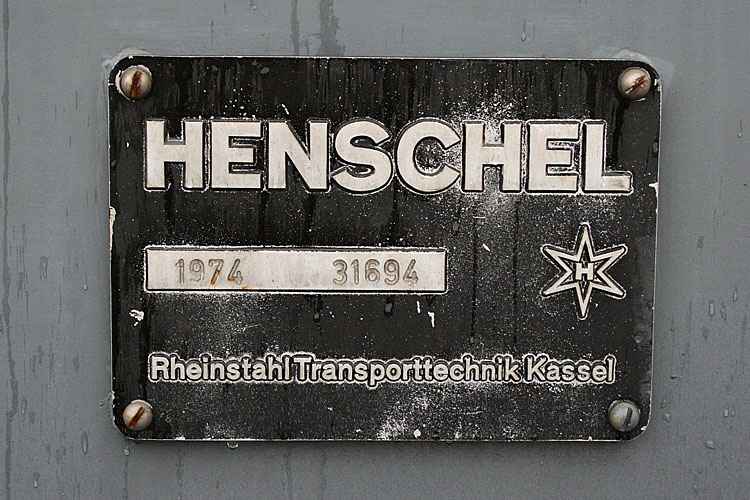 HENSCHEL
1974 31694
H
Rheinstahl Transporttechnik Kassel